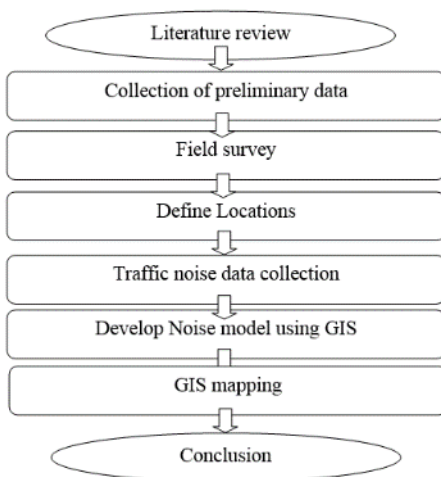 Literature review
Collection of preliminary data
Field survey
Define Locations
Traffic noise data collection
Develop Noise model using GIS
GIS mapping
Conclusion